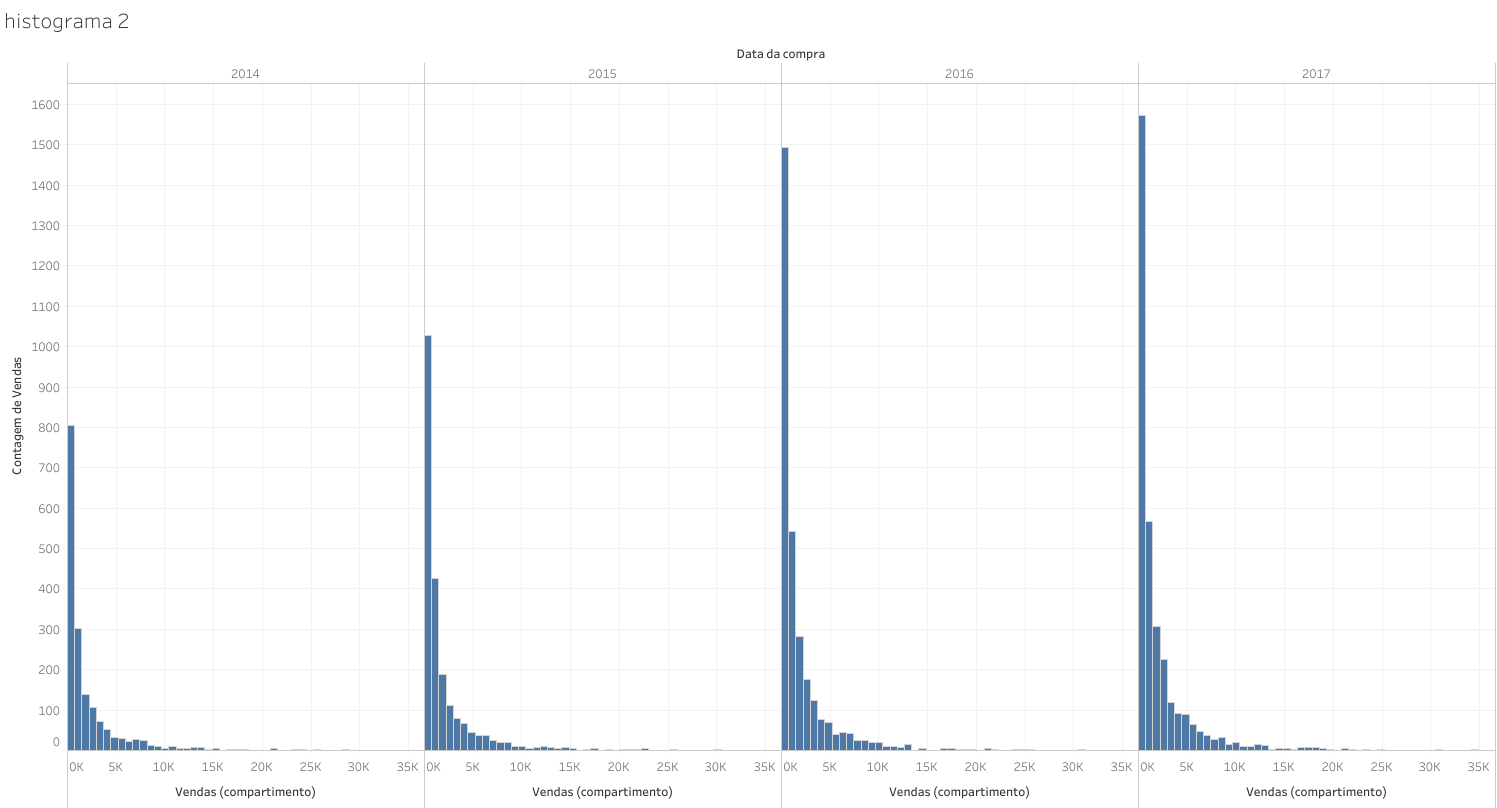 histograma 2
Data da compra
2014 2015 2016 2017
Contagem de Vendas
1600
1500
1400
1300
1200
1100
1000
900
800
700
600
500
400
300
200
100
0
0K 5K 10K 15K 20K 25K 30K 35K 0K 5K 10K 15K 20K 25K 30K 35K 0K 5K 10K 15K 20K 25K 30K 35K 0K 5K 10K 15K 20K 25K 30K 35K
Vendas (compartimento) Vendas (compartimento) Vendas (compartimento) Vendas (compartimento)